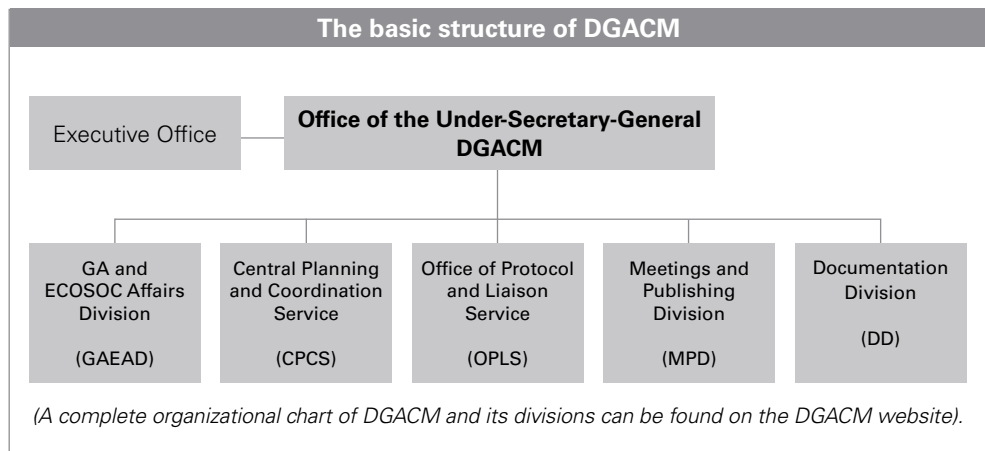 The basic structure of DGACM
Executive Office
Office of the Under-Secretary-General
DGACM
GA and
ECOSOC Affairs
Division
(GAEAD)
Central Planning
and Coordination
Service
(CPCS)
Office of Protocol
and Liaison
Service
(OPLS)
Meetings and
Publishing
Division
(MPD)
Documentation
Division
(DD)
(A complete organizational chart of DGACM and its divisions can be found on the DGACM website).